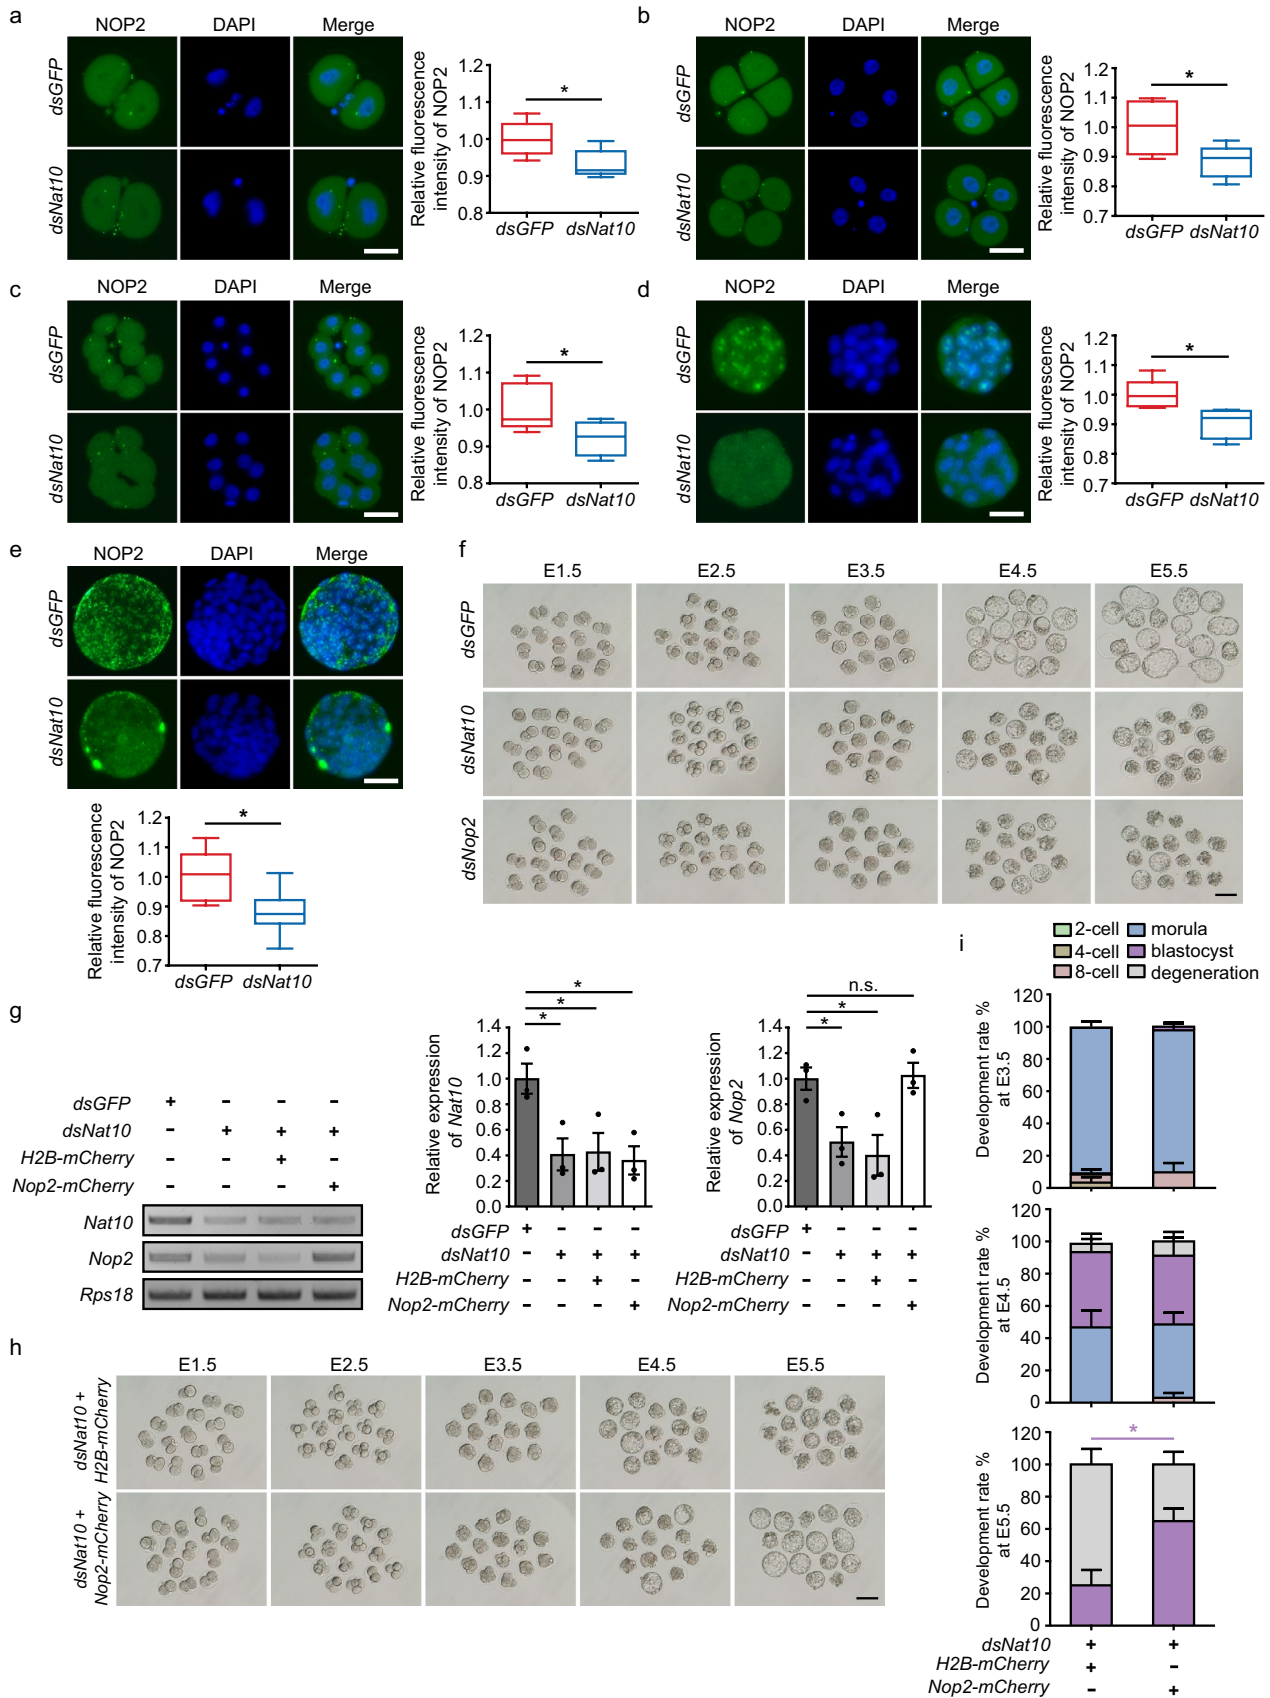 a
NOP2 DAPI Merge
dsGFP
dsNat10
Relative fluorescence
intensity of NOP2
1.2
1.1
1.0
0.9
0.8
*
dsGFP dsNat10
b
NOP2 DAPI Merge
dsGFP
dsNat10
Relative fluorescence
intensity of NOP2
1.2
1.1
1.0
0.9
0.8
0.7
*
dsGFP dsNat10
c
NOP2 DAPI Merge
dsGFP
dsNat10
Relative fluorescence
intensity of NOP2
1.2
1.1
1.0
0.9
0.8
*
dsGFP dsNat10
d
NOP2 DAPI Merge
dsGFP
dsNat10
Relative fluorescence
intensity of NOP2
1.2
1.1
1.0
0.9
0.8
0.7
*
dsGFP dsNat10
e
NOP2 DAPI Merge
dsGFP
dsNat10
Relative fluorescence
intensity of NOP2
1.2
1.1
1.0
0.9
0.8
0.7
*
dsGFP dsNat10
f
E1.5 E2.5 E3.5 E4.5 E5.5
dsGFP
dsNat10
dsNop2
g
dsGFP + – – –
dsNat10 – + + +
H2B-mCherry – – + –
Nop2-mCherry – – – +
Nat10
Nop2
Rps18
Relative expression
of Nat10
1.4
1.2
1.0
0.8
0.6
0.4
0.2
0.0
*
*
*
dsGFP + – – –
dsNat10 – + + +
H2B-mCherry – – + –
Nop2-mCherry – – – +
Relative expression
of Nop2
1.4
1.2
1.0
0.8
0.6
0.4
0.2
0.0
n.s.
*
*
dsGFP + – – –
dsNat10 – + + +
H2B-mCherry – – + –
Nop2-mCherry – – – +
h
E1.5 E2.5 E3.5 E4.5 E5.5
dsNat10 +
H2B-mCherry
dsNat10 +
Nop2-mCherry
i
2-cell morula
4-cell blastocyst
8-cell degeneration
Development rate %
at E3.5
120
100
80
60
40
20
0
Development rate %
at E4.5
120
100
80
60
40
20
0
Development rate %
at E5.5
120
100
80
60
40
20
0
*
dsNat10 + +
H2B-mCherry + –
Nop2-mCherry – +